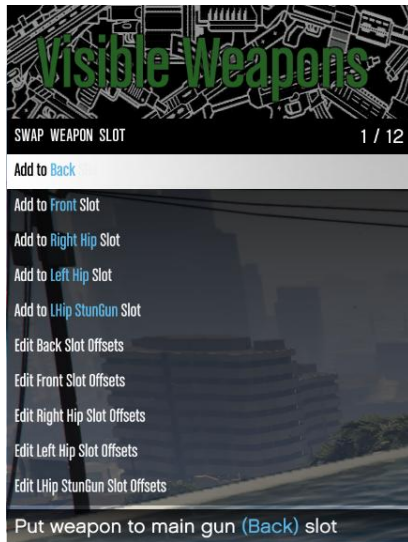 Visible Weapons
SWAP WEAPON SLOT 1 / 12
Add to Back
Add to Front Slot
Add to Right Hip Slot
Add to Left Hip Slot
Add to LHip StunGun Slot
Edit Back Slot Offsets
Edit Front Slot Offsets
Edit Right Hip Slot Offsets
Edit Left Hip Slot Offsets
Edit LHip StunGun Slot Offsets
Put weapon to main gun (Back) slot